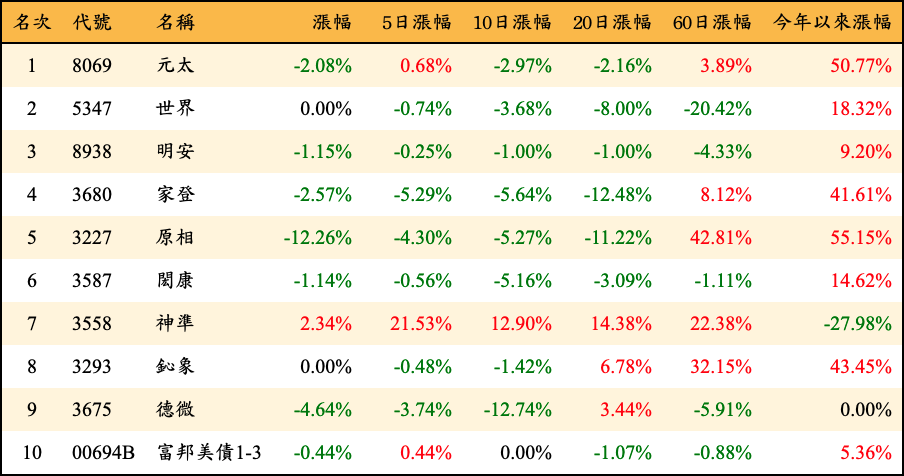 名次 代號 名稱 漲幅 5日漲幅 10日漲幅 20日漲幅 60日漲幅 今年以來漲幅
1 8069 元太 -2.08% 0.68% -2.97% -2.16% 3.89% 50.77%
2 5347 世界 0.00% -0.74% -3.68% -8.00% -20.42% 18.32%
3 8938 明安 -1.15% -0.25% -1.00% -1.00% -4.33% 9.20%
4 3680 家登 -2.57% -5.29% -5.64% -12.48% 8.12% 41.61%
5 3227 原相 -12.26% -4.30% -5.27% -11.22% 42.81% 55.15%
6 3587 閎康 -1.14% -0.56% -5.16% -3.09% -1.11% 14.62%
7 3558 神準 2.34% 21.53% 12.90% 14.38% 22.38% -27.98%
8 3293 鈊象 0.00% -0.48% -1.42% 6.78% 32.15% 43.45%
9 3675 德微 -4.64% -3.74% -12.74% 3.44% -5.91% 0.00%
10 00694B 富邦美債1-3 -0.44% 0.44% 0.00% -1.07% -0.88% 5.36%